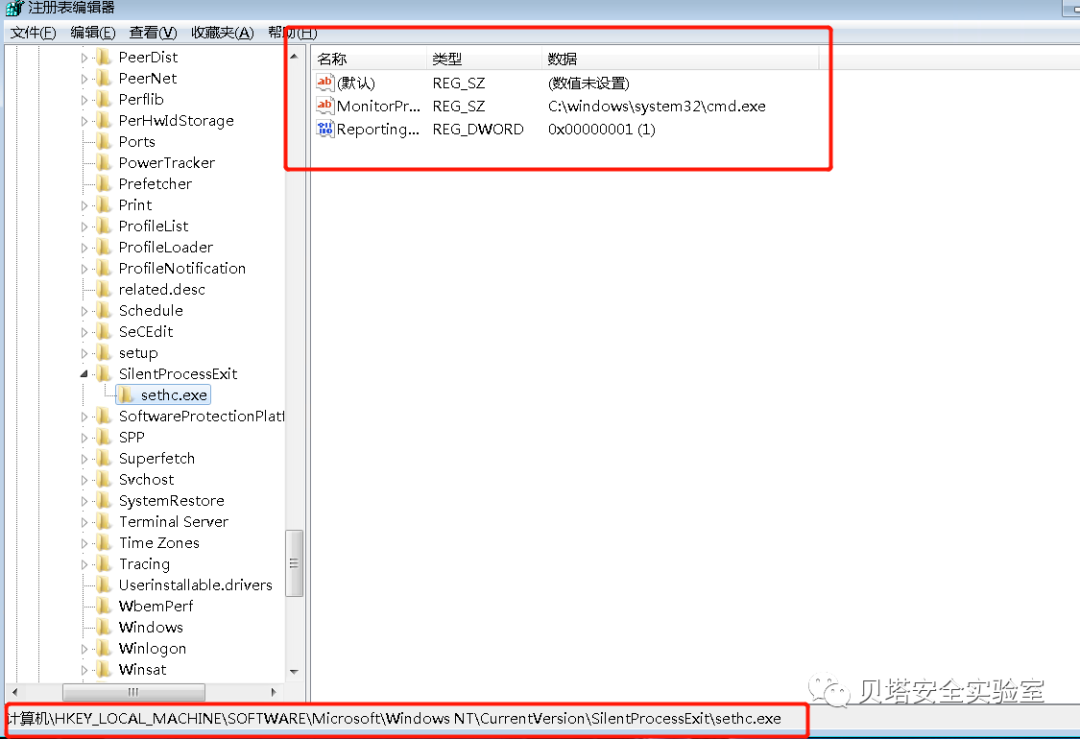 注册表编辑器
文件(F) 编辑(E) 查看(V) 收藏夹(A) 帮助(H)
PeerDist
PeerNet
Perflib
PerHwIdStorage
Ports
PowerTracker
Prefetcher
Print
ProfileList
ProfileLoader
ProfileNotification
related.desc
Schedule
SeCEdit
setup
SilentProcessExit
sethc.exe
SoftwareProtectionPlatf
SPP
Superfetch
Svchost
SystemRestore
Terminal Server
Time Zones
Tracing
Userinstallable.drivers
WbemPerf
Windows
Winlogon
Winsat
名称 类型 数据
(默认) REG_SZ (数值未设置)
MonitorPr... REG_SZ C:\windows\system32\cmd.exe
Reporting... REG_DWORD 0x00000001 (1)
贝塔安全实验室
计算机\HKEY_LOCAL_MACHINE\SOFTWARE\Microsoft\Windows NT\CurrentVersion\SilentProcessExit\sethc.exe